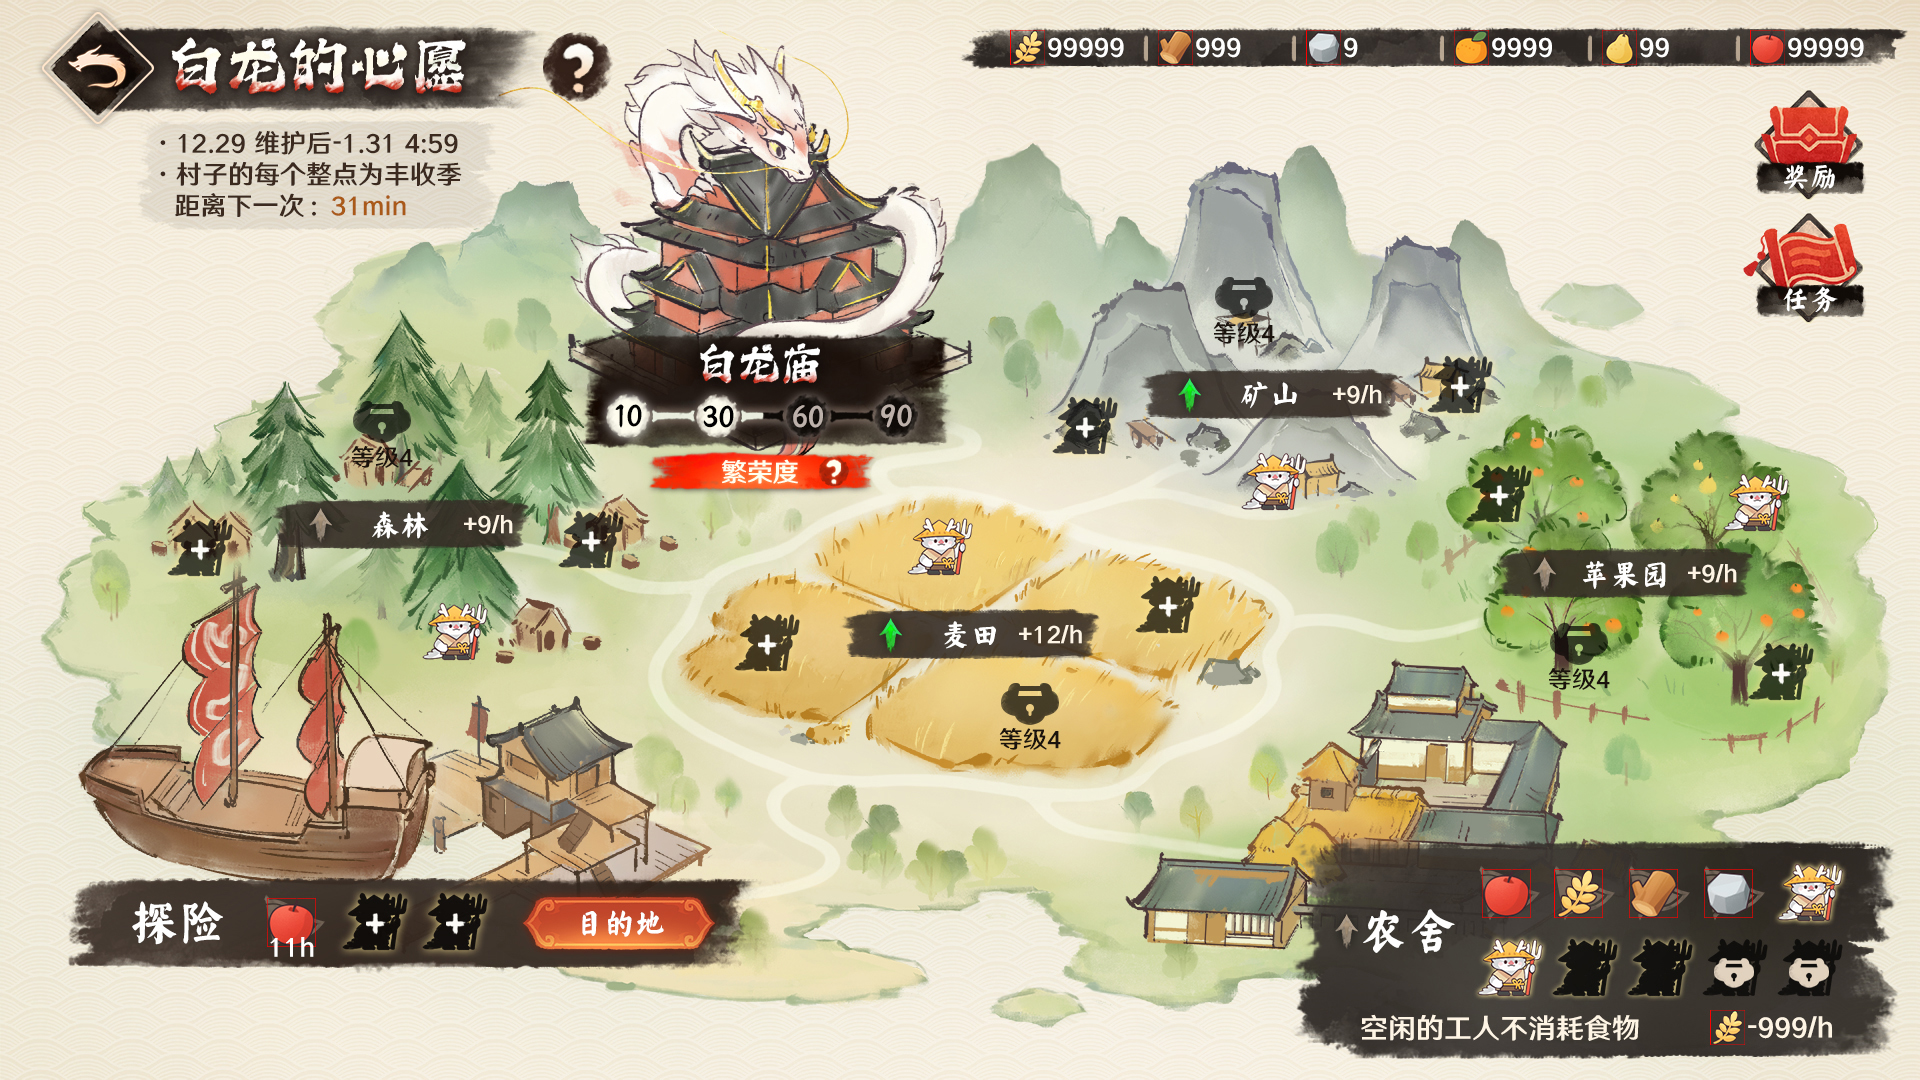 白龙的心愿
?
99999
999
9
9999
99
99999
· 12.29 维护后-1.31 4:59
· 村子的每个整点为丰收季
距离下一次：31min
奖励
任务
白龙庙
10 30 60 90
繁荣度 ?
等级4
矿山 +9/h
等级4
森林 +9/h
苹果园 +9/h
等级4
麦田 +12/h
等级4
探险
11h
目的地
农舍
空闲的工人不消耗食物
-999/h